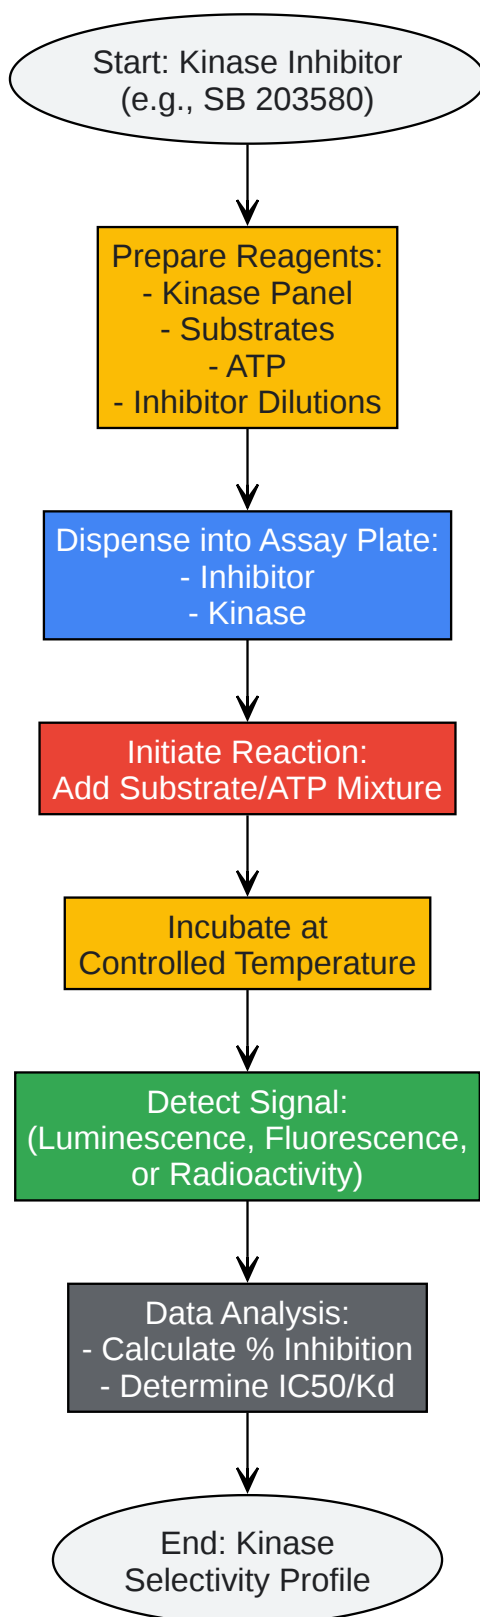 Start: Kinase Inhibitor
(e.g., SB 203580)
Prepare Reagents:
- Kinase Panel
- Substrates
- ATP
- Inhibitor Dilutions
Dispense into Assay Plate:
- Inhibitor
- Kinase
Initiate Reaction:
Add Substrate/ATP Mixture
Incubate at
Controlled Temperature
Detect Signal:
(Luminescence, Fluorescence,
or Radioactivity)
Data Analysis:
- Calculate % Inhibition
- Determine IC50/Kd
End: Kinase
Selectivity Profile